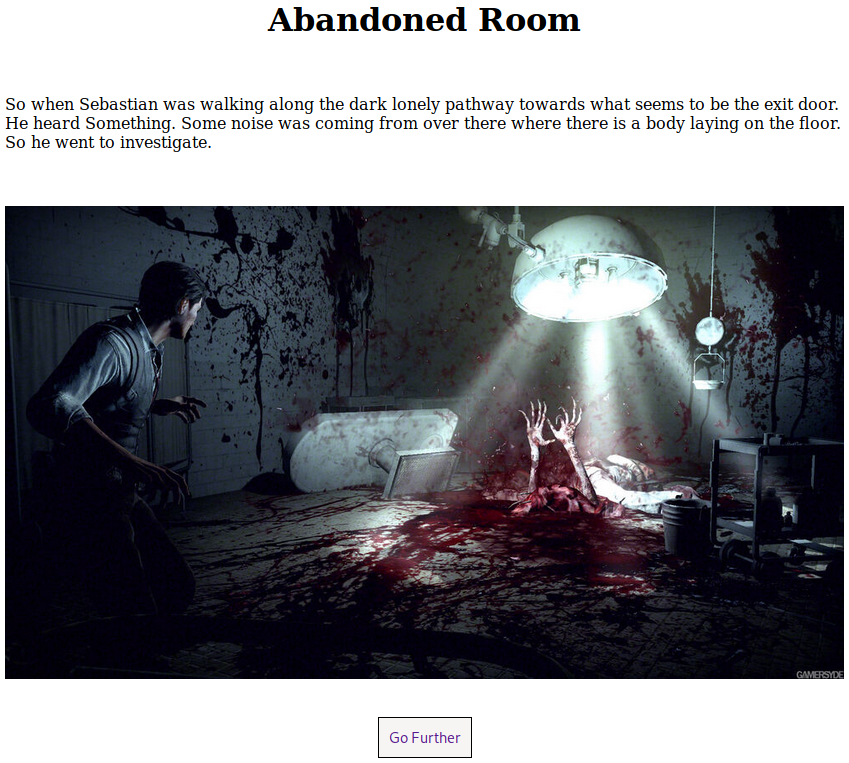 Abandoned Room
So when Sebastian was walking along the dark lonely pathway towards what seems to be the exit door.
He heard Something. Some noise was coming from over there where there is a body laying on the floor.
So he went to investigate.
GAMERSYDE
Go Further